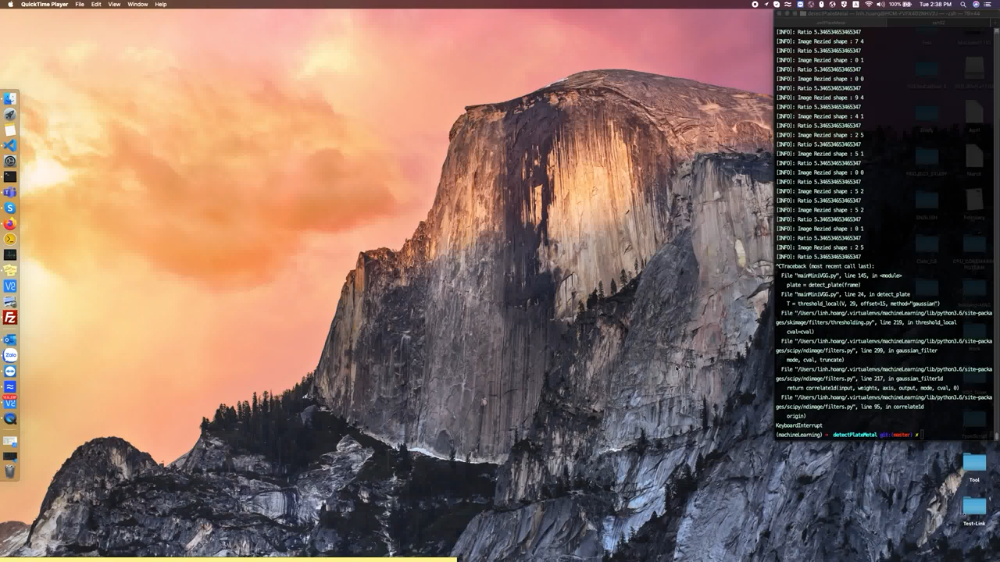 QuickTime Player File Edit View Window Help
100% Tue 2:38 PM
[INFO]: Ratio 5.346534653465347
[INFO]: Image Rezied shape : 7 4
[INFO]: Ratio 5.346534653465347
[INFO]: Image Rezied shape : 0 1
[INFO]: Ratio 5.346534653465347
[INFO]: Image Rezied shape : 0 0
[INFO]: Ratio 5.346534653465347
[INFO]: Image Rezied shape : 9 4
[INFO]: Ratio 5.346534653465347
[INFO]: Image Rezied shape : 4 1
[INFO]: Ratio 5.346534653465347
[INFO]: Image Rezied shape : 2 5
[INFO]: Ratio 5.346534653465347
[INFO]: Image Rezied shape : 5 1
[INFO]: Ratio 5.346534653465347
[INFO]: Image Rezied shape : 0 0
[INFO]: Ratio 5.346534653465347
[INFO]: Image Rezied shape : 5 2
[INFO]: Ratio 5.346534653465347
[INFO]: Image Rezied shape : 5 2
[INFO]: Ratio 5.346534653465347
[INFO]: Image Rezied shape : 0 1
[INFO]: Ratio 5.346534653465347
[INFO]: Image Rezied shape : 2 5
[INFO]: Ratio 5.346534653465347
^CTraceback (most recent call last):
File "mainMiniVGG.py", line 145, in <module>
plate = detect_plate(frame)
File "mainMiniVGG.py", line 24, in detect_plate
T = threshold_local(V, 29, offset=15, method="gaussian")
File "/Users/linh.hoang/.virtualenvs/machineLearning/lib/python3.6/site-packa
ges/skimage/filters/thresholding.py", line 219, in threshold_local
cval=cval)
File "/Users/linh.hoang/.virtualenvs/machineLearning/lib/python3.6/site-packa
ges/scipy/ndimage/filters.py", line 299, in gaussian_filter
mode, cval, truncate)
File "/Users/linh.hoang/.virtualenvs/machineLearning/lib/python3.6/site-packa
ges/scipy/ndimage/filters.py", line 217, in gaussian_filter1d
return correlate1d(input, weights, axis, output, mode, cval, 0)
File "/Users/linh.hoang/.virtualenvs/machineLearning/lib/python3.6/site-packa
ges/scipy/ndimage/filters.py", line 95, in correlate1d
origin)
KeyboardInterrupt
(machineLearning) → detectPlateMetal git:(master) ✗
Tool
Test-Link
Zalo